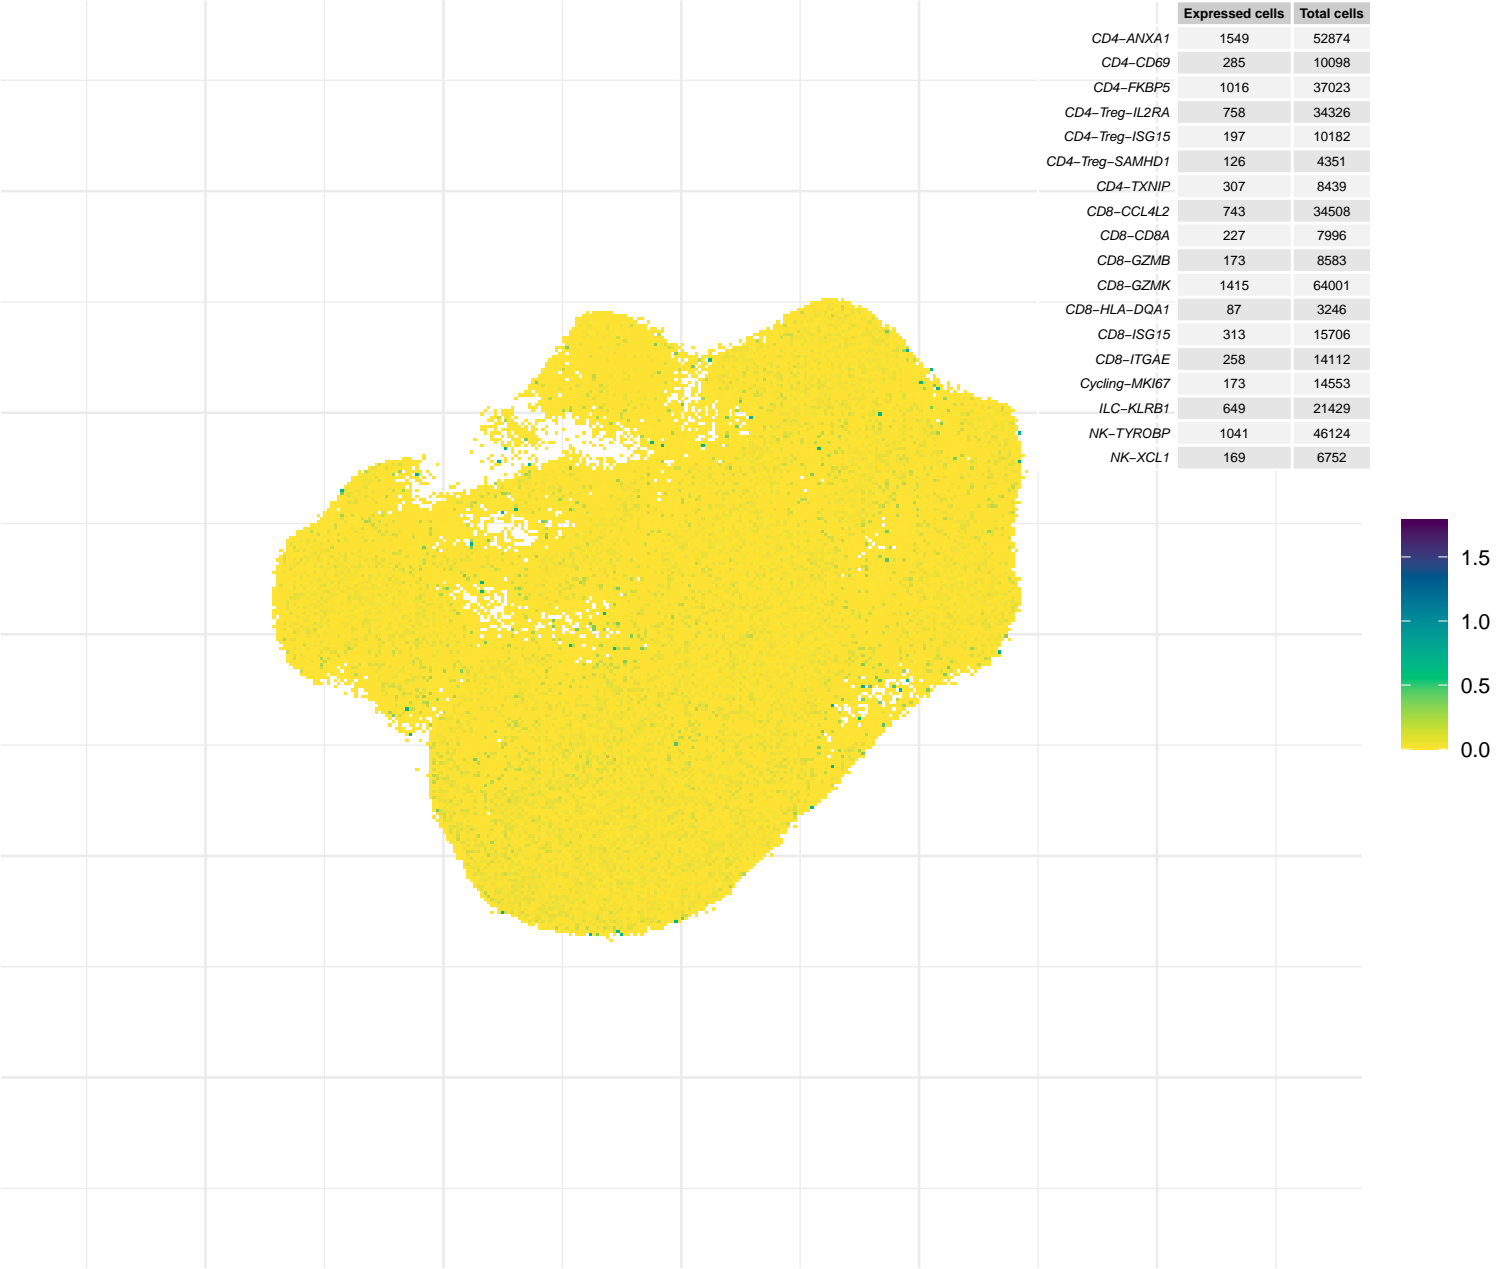 Expressed cells Total cells
CD4−ANXA1 1549 52874
CD4−CD69 285 10098
CD4−FKBP5 1016 37023
CD4−Treg−IL2RA 758 34326
CD4−Treg−ISG15 197 10182
CD4−Treg−SAMHD1 126 4351
CD4−TXNIP 307 8439
CD8−CCL4L2 743 34508
CD8−CD8A 227 7996
CD8−GZMB 173 8583
CD8−GZMK 1415 64001
CD8−HLA−DQA1 87 3246
CD8−ISG15 313 15706
CD8−ITGAE 258 14112
Cycling−MKI67 173 14553
ILC−KLRB1 649 21429
NK−TYROBP 1041 46124
NK−XCL1 169 6752
1.5
1.0
0.5
0.0